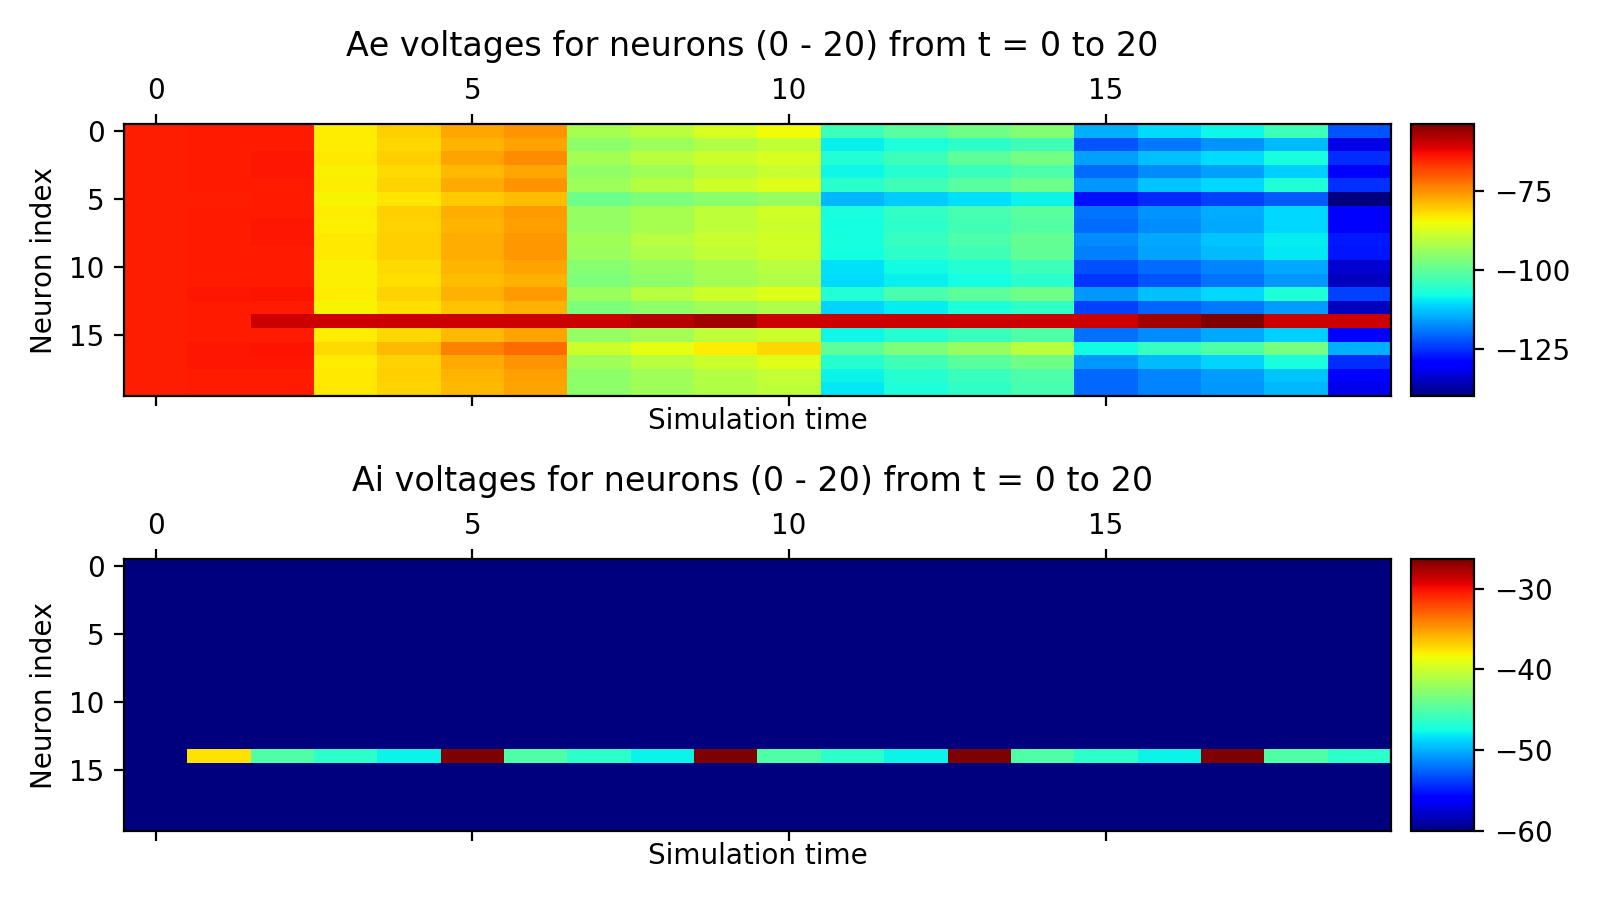 Ae voltages for neurons (0 - 20) from t = 0 to 20
0 5 10 15
Neuron index
0
5
10
15
Simulation time
−75
−100
−125
Ai voltages for neurons (0 - 20) from t = 0 to 20
0 5 10 15
Neuron index
0
5
10
15
Simulation time
−30
−40
−50
−60